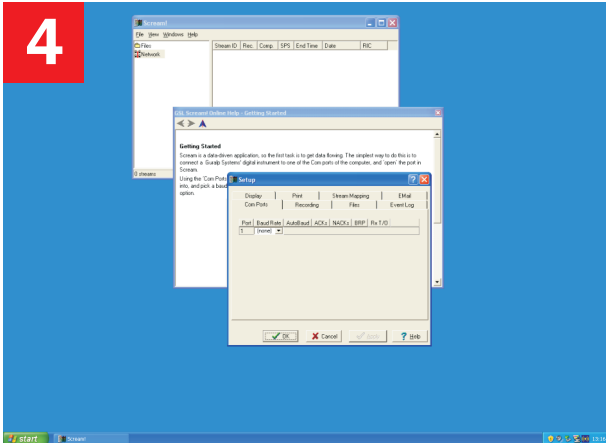 4
Scream!
File View Windows Help
Files
Network
Stream ID Rec. Comp. SPS End Time Date RIC
0 streams
GSL Scream! Online Help - Getting Started
Getting Started
Scream is a data-driven application, so the first task is to get data flowing. The simplest way to do this is to
connect a Guralp Systems' digital instrument to one of the Com ports of the computer, and 'open' the port in
Scream.
Using the 'Com Ports
into, and pick a baud
option.
Setup
Display Print Stream Mapping EMail
Com Ports Recording Files Event Log
Port Baud Rate AutoBaud ACKs NACKs BRP Rx T/O
1 (none)
OK Cancel Apply Help
start Scream! 15:16